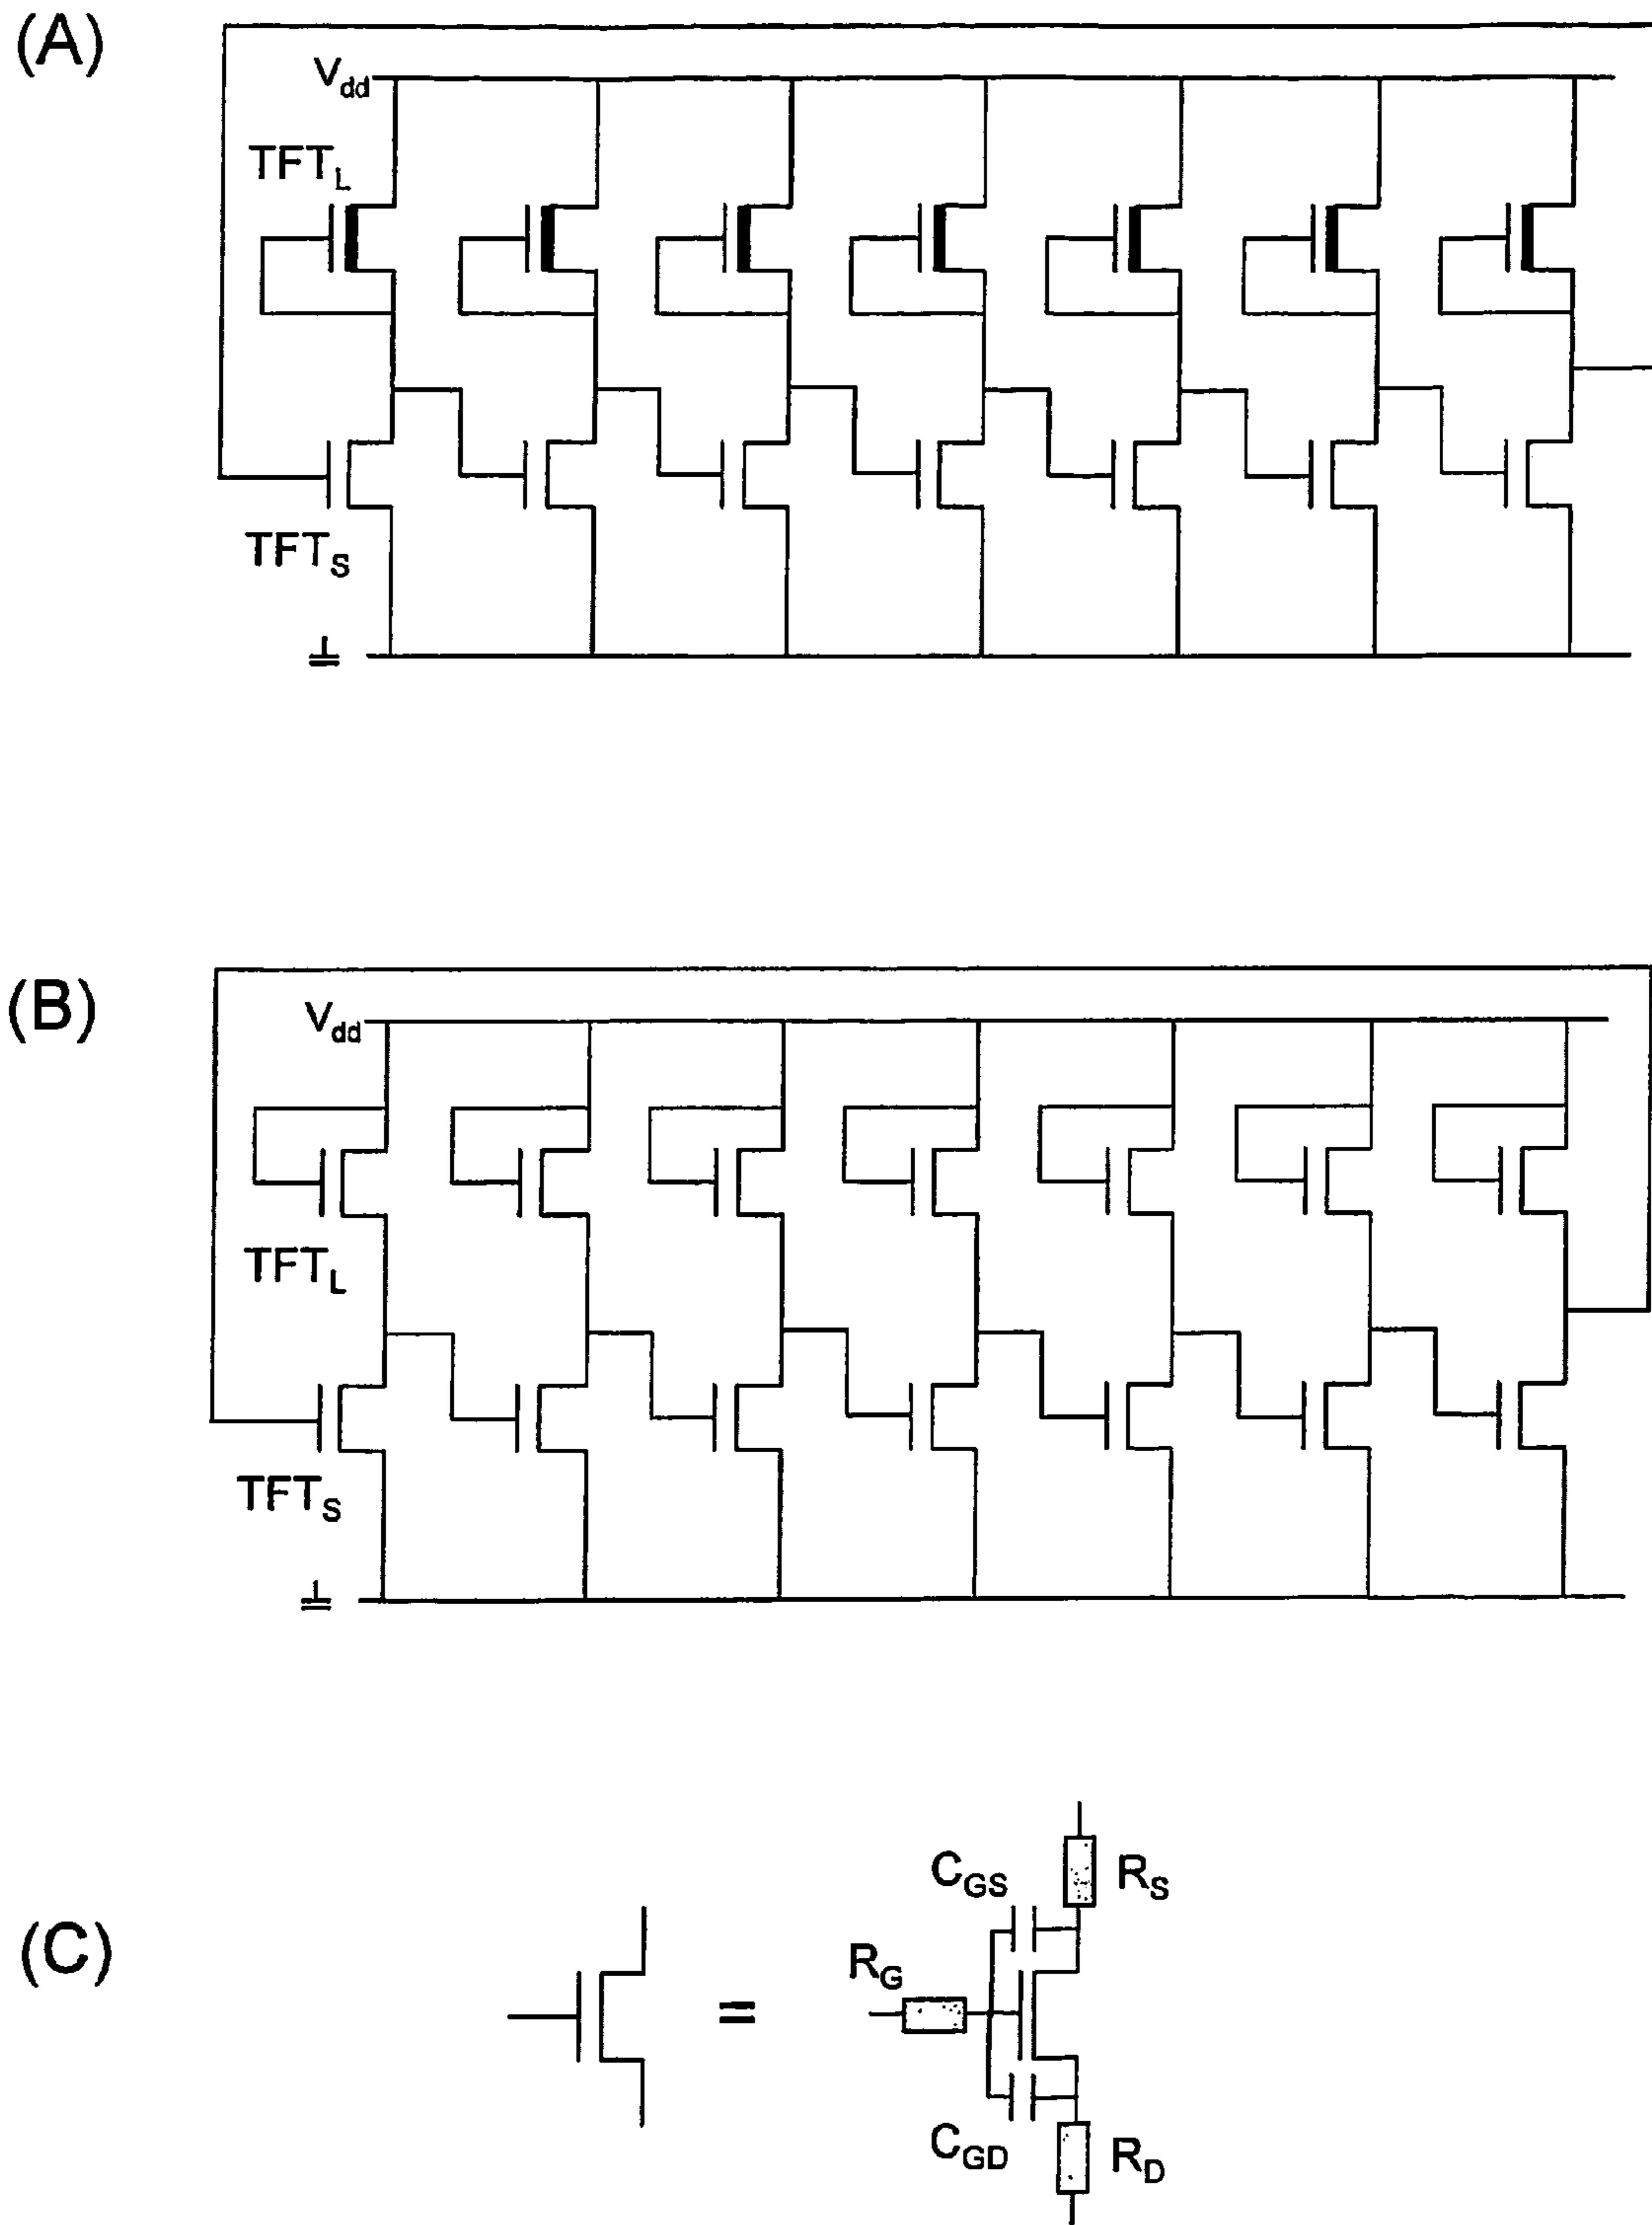 (A)
Vdd
TFTL
TFTS
(B)
Vdd
TFTL
TFTS
(C)
CGS
RS
RG
=
CGD
RD